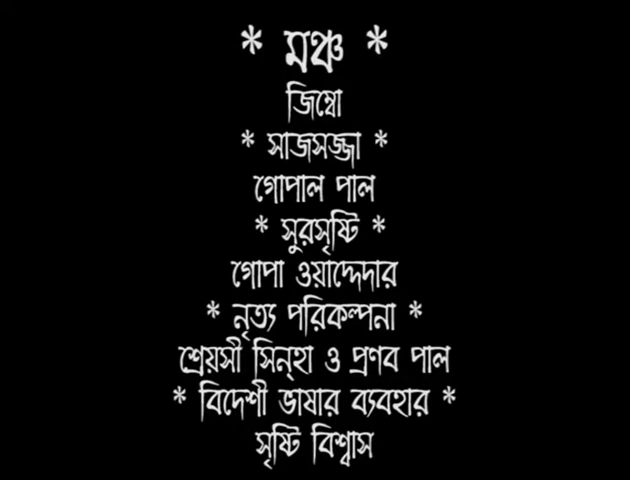 * মঞ্চ *
জিম্বো
* সাজসজ্জা *
গোপাল পাল
* সুরসৃষ্টি *
গোপা ওয়াদ্দেদার
* নৃত্য পরিকল্পনা *
শ্রেয়সী সিন্‌হা ও প্রণব পাল
* বিদেশী ভাষার ব্যবহার *
সৃষ্টি বিশ্বাস